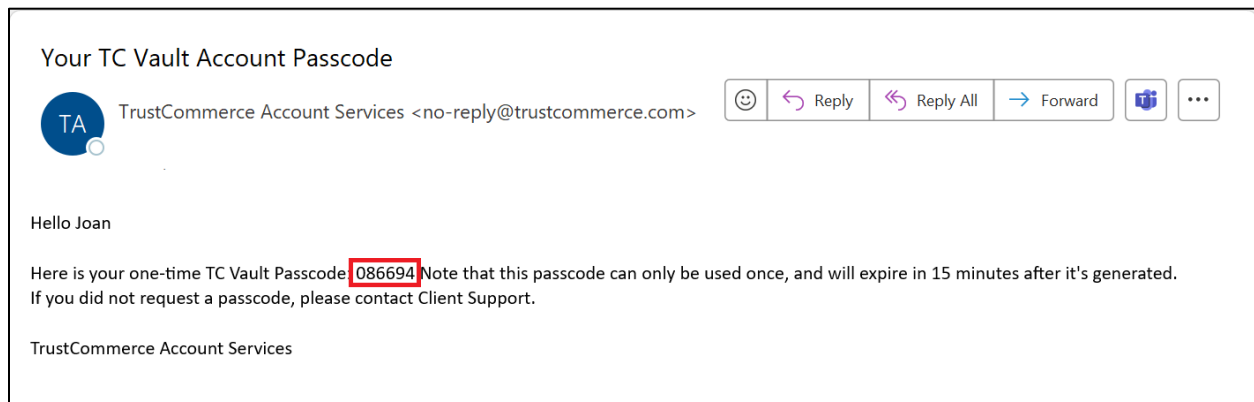 Your TC Vault Account Passcode
TA
TrustCommerce Account Services <no-reply@trustcommerce.com>
Reply
Reply All
Forward
Hello Joan
Here is your one-time TC Vault Passcode: 086694 Note that this passcode can only be used once, and will expire in 15 minutes after it's generated.
If you did not request a passcode, please contact Client Support.
TrustCommerce Account Services